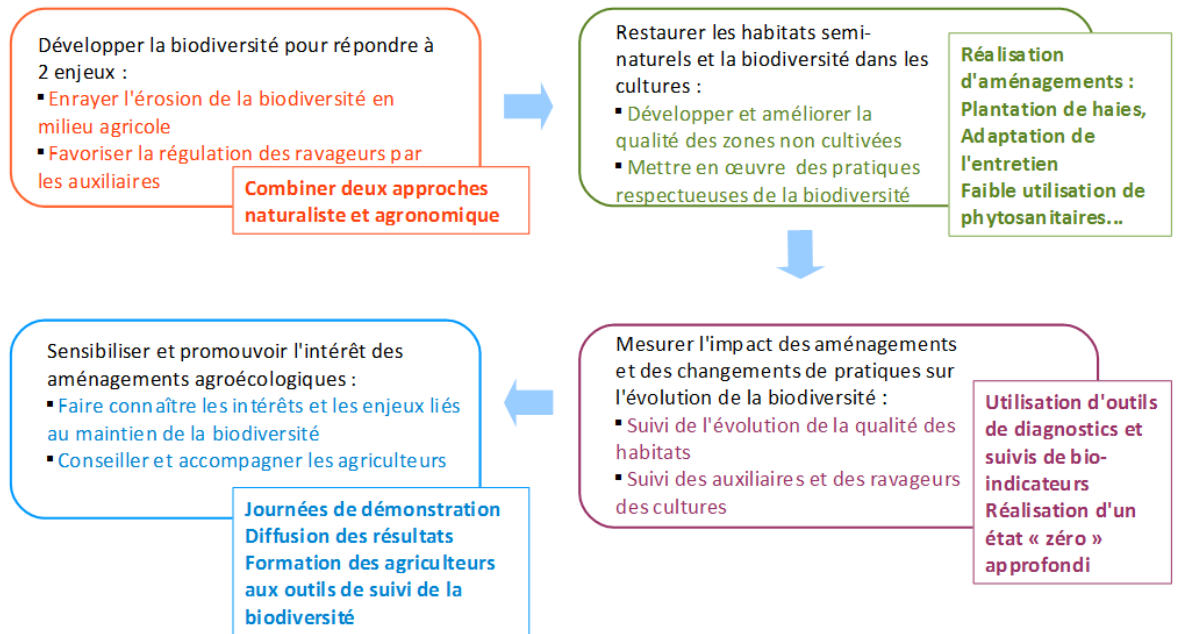 Développer la biodiversité pour répondre à
2 enjeux :
▪ Enrayer l'érosion de la biodiversité en
milieu agricole
▪ Favoriser la régulation des ravageurs par
les auxiliaires
Combiner deux approches
naturaliste et agronomique
Restaurer les habitats semi-
naturels et la biodiversité dans les
cultures :
▪ Développer et améliorer la
qualité des zones non cultivées
▪ Mettre en œuvre des pratiques
respectueuses de la biodiversité
Réalisation
d'aménagements :
Plantation de haies,
Adaptation de
l'entretien
Faible utilisation de
phytosanitaires...
Mesurer l'impact des aménagements
et des changements de pratiques sur
l'évolution de la biodiversité :
▪ Suivi de l'évolution de la qualité des
habitats
▪ Suivi des auxiliaires et des ravageurs
des cultures
Utilisation d'outils
de diagnostics et
suivis de bio-
indicateurs
Réalisation d'un
état « zéro »
approfondi
Sensibiliser et promouvoir l'intérêt des
aménagements agroécologiques :
▪ Faire connaître les intérêts et les enjeux liés
au maintien de la biodiversité
▪ Conseiller et accompagner les agriculteurs
Journées de démonstration
Diffusion des résultats
Formation des agriculteurs
aux outils de suivi de la
biodiversité